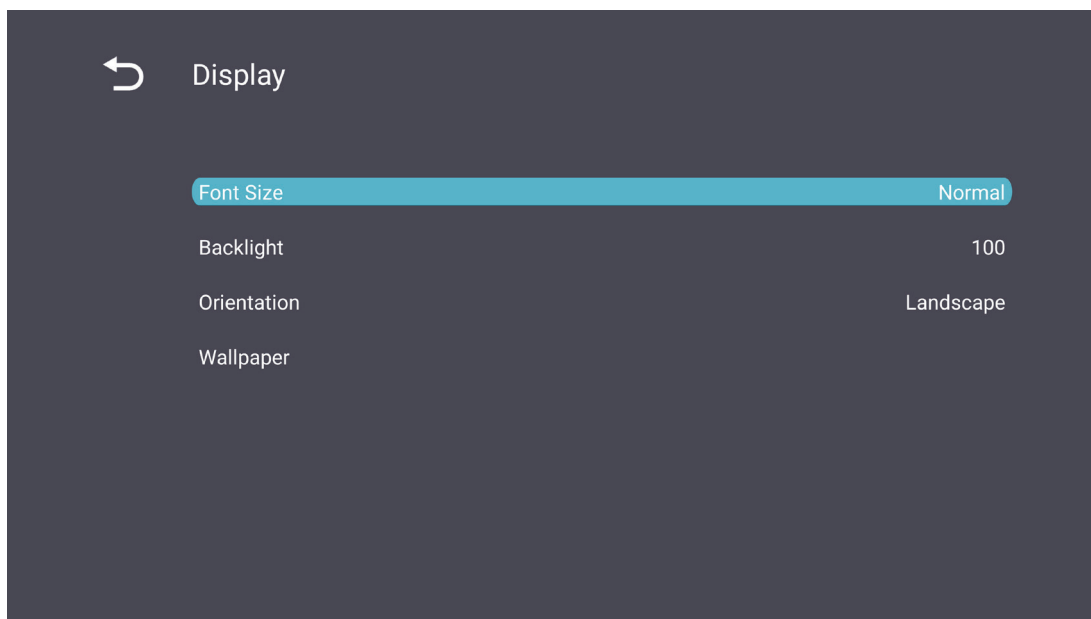 Display
Font Size Normal
Backlight 100
Orientation Landscape
Wallpaper